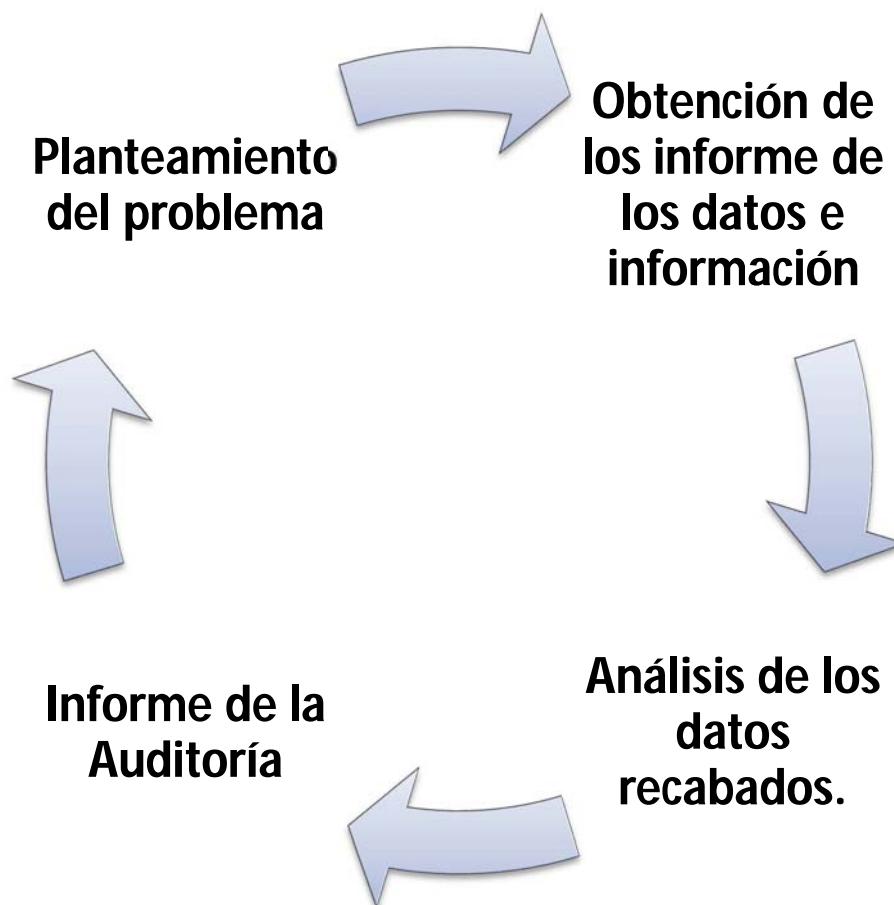 Planteamiento
del problema
Obtención de
los informe de
los datos e
información
Análisis de los
datos
recabados.
Informe de la
Auditoría